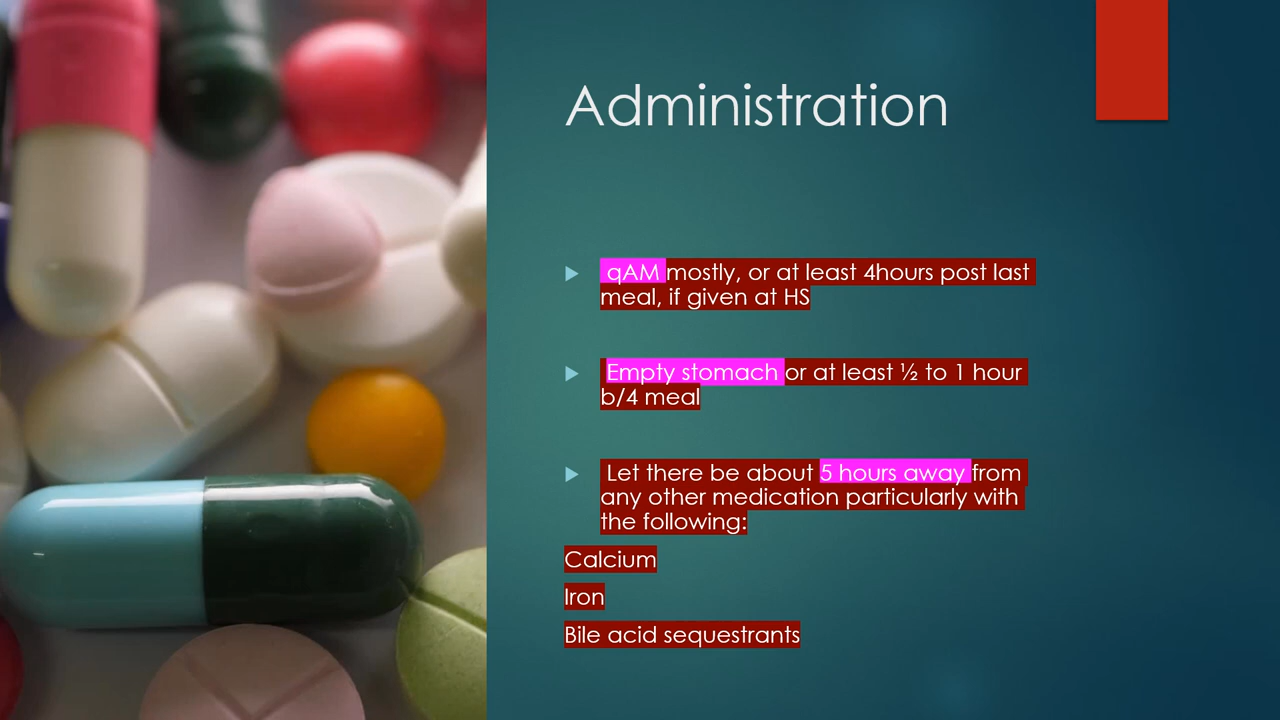 Administration
qAM mostly, or at least 4hours post last
meal, if given at HS
Empty stomach or at least ½ to 1 hour
b/4 meal
Let there be about 5 hours away from
any other medication particularly with
the following:
Calcium
Iron
Bile acid sequestrants